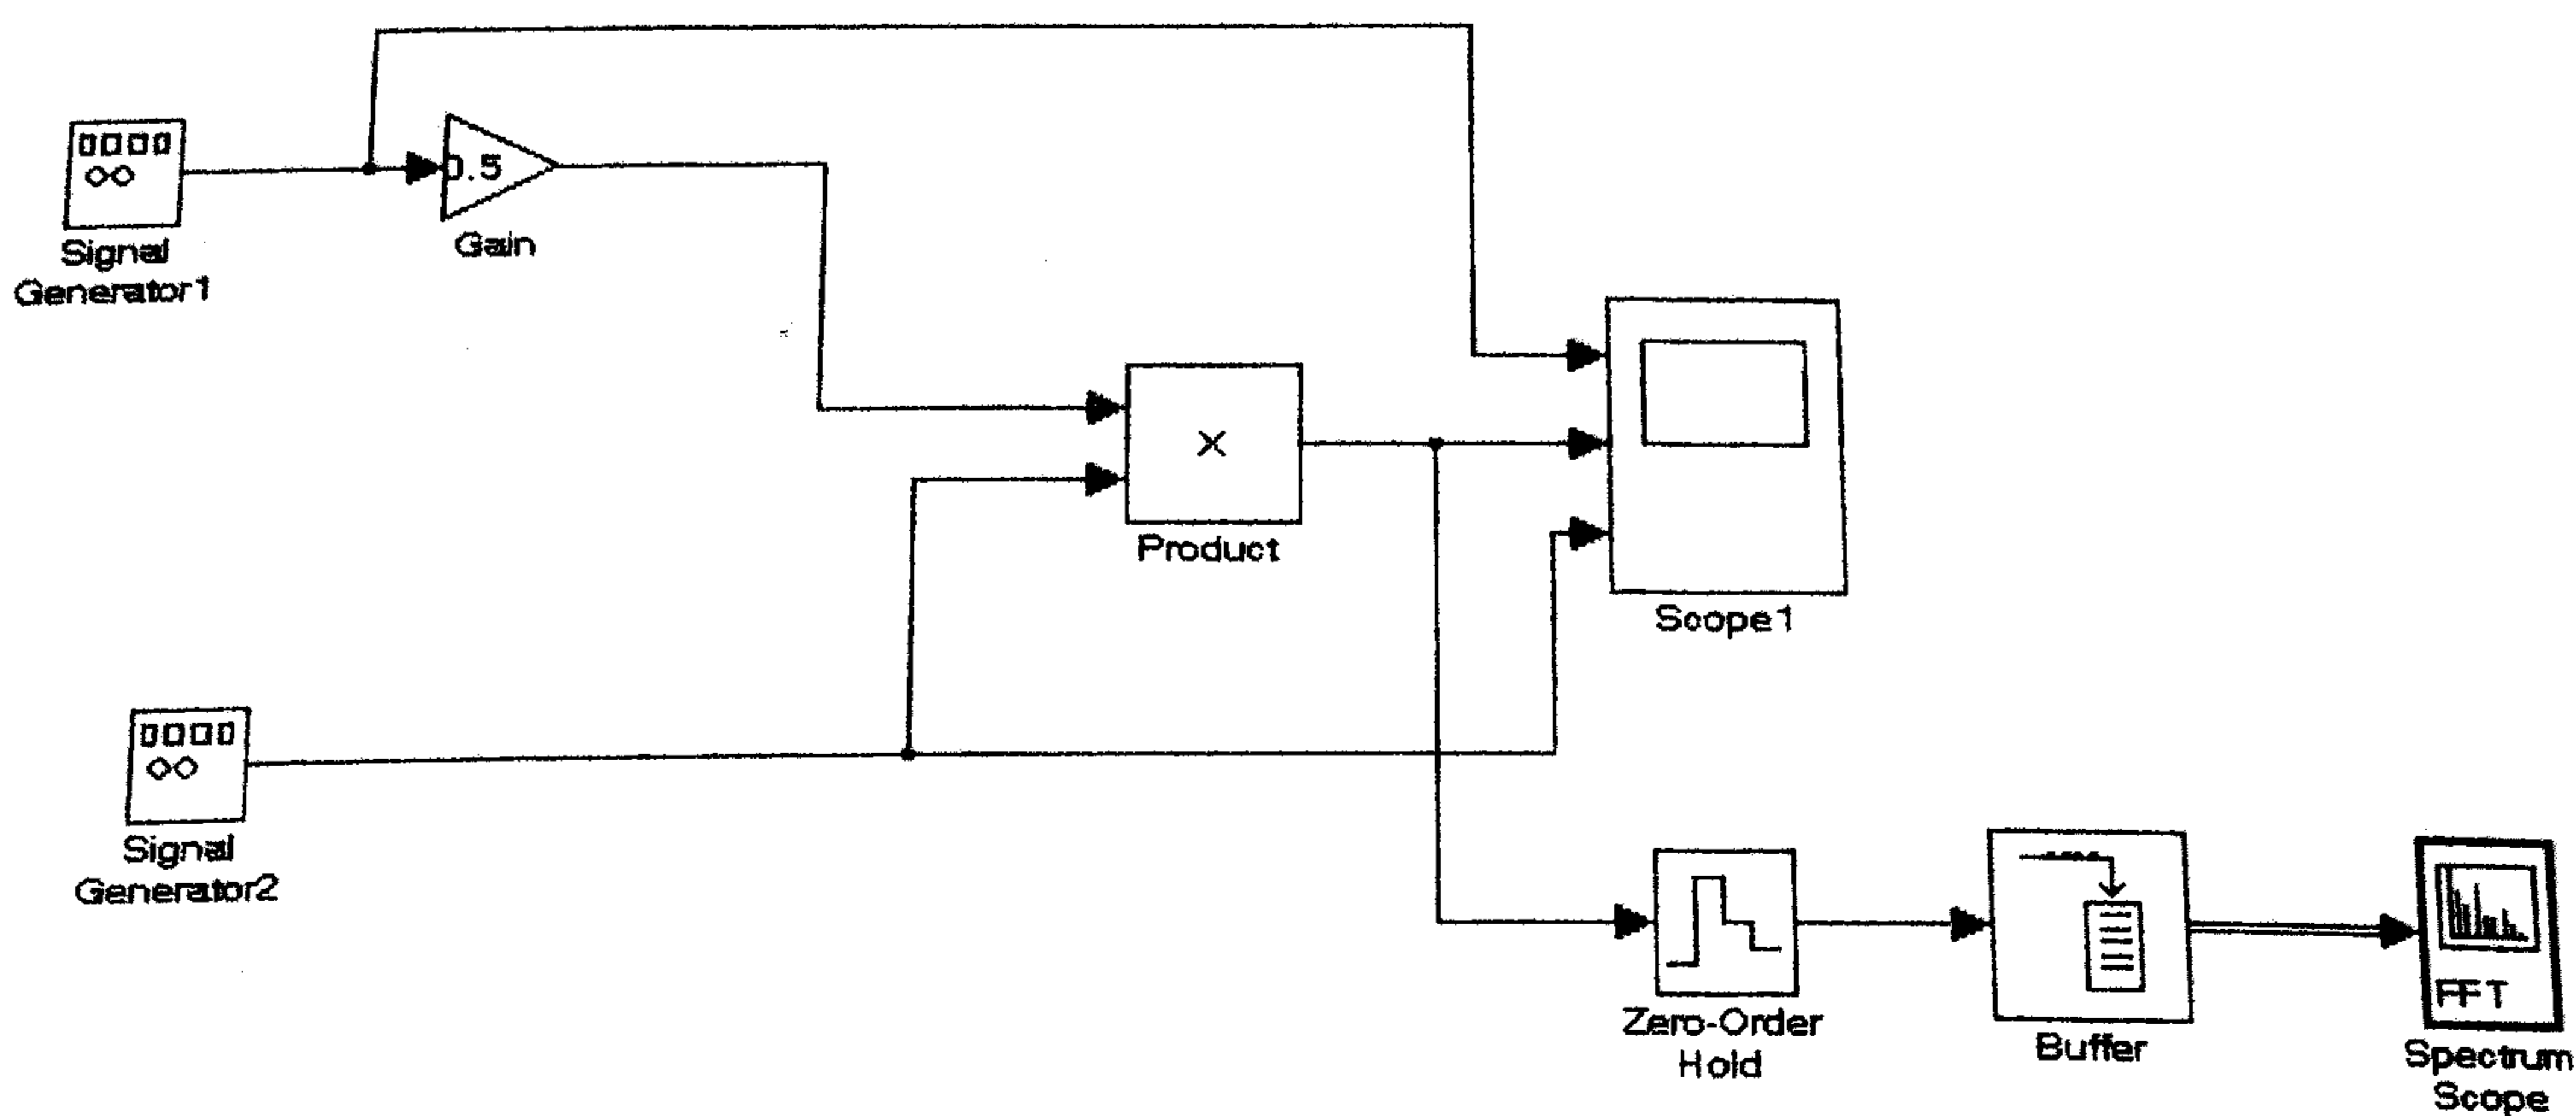 0.5
Gain
Signal
Generator1
×
Product
Scope1
Signal
Generator2
Zero-Order
Hold
Buffer
FFT
Spectrum
Scope